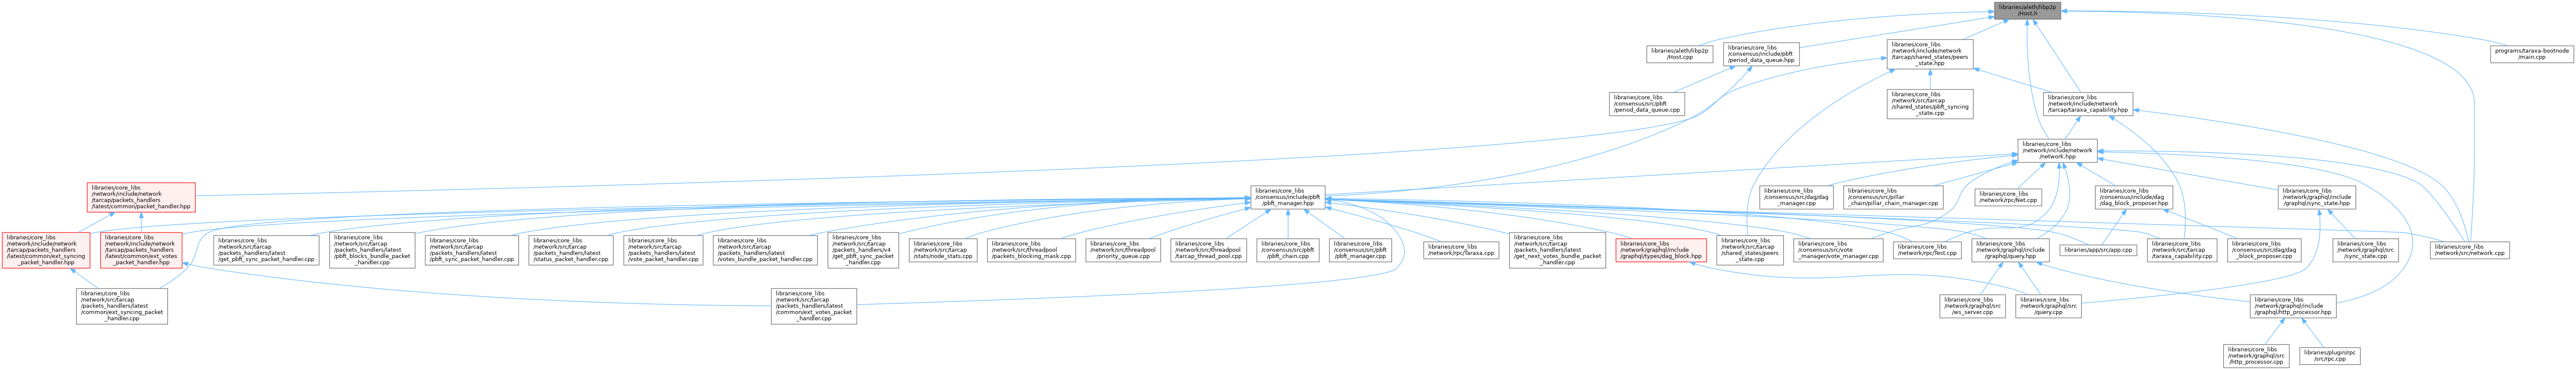 libraries/aleth/libp2p
/Host.h
libraries/aleth/libp2p
/Host.cpp
libraries/core_libs
/consensus/include/pbft
/period_data_queue.hpp
libraries/core_libs
/network/include/network
/tarcap/shared_states/peers
_state.hpp
programs/taraxa-bootnode
/main.cpp
libraries/core_libs
/consensus/src/pbft
/period_data_queue.cpp
libraries/core_libs
/network/src/tarcap
/shared_states/pbft_syncing
_state.cpp
libraries/core_libs
/network/include/network
/tarcap/taraxa_capability.hpp
libraries/core_libs
/network/include/network
/network.hpp
libraries/core_libs
/network/include/network
/tarcap/packets_handlers
/latest/common/packet_handler.hpp
libraries/core_libs
/consensus/include/pbft
/pbft_manager.hpp
libraries/core_libs
/consensus/src/dag/dag
_manager.cpp
libraries/core_libs
/consensus/src/pillar
_chain/pillar_chain_manager.cpp
libraries/core_libs
/network/rpc/Net.cpp
libraries/core_libs
/consensus/include/dag
/dag_block_proposer.hpp
libraries/core_libs
/network/graphql/include
/graphql/sync_state.hpp
libraries/core_libs
/network/include/network
/tarcap/packets_handlers
/latest/common/ext_syncing
_packet_handler.hpp
libraries/core_libs
/network/include/network
/tarcap/packets_handlers
/latest/common/ext_votes
_packet_handler.hpp
libraries/core_libs
/network/src/tarcap
/packets_handlers/latest
/get_pbft_sync_packet_handler.cpp
libraries/core_libs
/network/src/tarcap
/packets_handlers/latest
/pbft_blocks_bundle_packet
_handler.cpp
libraries/core_libs
/network/src/tarcap
/packets_handlers/latest
/pbft_sync_packet_handler.cpp
libraries/core_libs
/network/src/tarcap
/packets_handlers/latest
/status_packet_handler.cpp
libraries/core_libs
/network/src/tarcap
/packets_handlers/latest
/vote_packet_handler.cpp
libraries/core_libs
/network/src/tarcap
/packets_handlers/latest
/votes_bundle_packet_handler.cpp
libraries/core_libs
/network/src/tarcap
/packets_handlers/v4
/get_pbft_sync_packet
_handler.cpp
libraries/core_libs
/network/src/tarcap
/stats/node_stats.cpp
libraries/core_libs
/network/src/threadpool
/packets_blocking_mask.cpp
libraries/core_libs
/network/src/threadpool
/priority_queue.cpp
libraries/core_libs
/network/src/threadpool
/tarcap_thread_pool.cpp
libraries/core_libs
/consensus/src/pbft
/pbft_chain.cpp
libraries/core_libs
/consensus/src/pbft
/pbft_manager.cpp
libraries/core_libs
/network/rpc/Taraxa.cpp
libraries/core_libs
/network/src/tarcap
/packets_handlers/latest
/get_next_votes_bundle_packet
_handler.cpp
libraries/core_libs
/network/graphql/include
/graphql/types/dag_block.hpp
libraries/core_libs
/network/src/tarcap
/shared_states/peers
_state.cpp
libraries/core_libs
/consensus/src/vote
_manager/vote_manager.cpp
libraries/core_libs
/network/rpc/Test.cpp
libraries/core_libs
/network/graphql/include
/graphql/query.hpp
libraries/app/src/app.cpp
libraries/core_libs
/network/src/tarcap
/taraxa_capability.cpp
libraries/core_libs
/consensus/src/dag/dag
_block_proposer.cpp
libraries/core_libs
/network/graphql/src
/sync_state.cpp
libraries/core_libs
/network/src/network.cpp
libraries/core_libs
/network/src/tarcap
/packets_handlers/latest
/common/ext_syncing_packet
_handler.cpp
libraries/core_libs
/network/src/tarcap
/packets_handlers/latest
/common/ext_votes_packet
_handler.cpp
libraries/core_libs
/network/graphql/src
/ws_server.cpp
libraries/core_libs
/network/graphql/src
/query.cpp
libraries/core_libs
/network/graphql/include
/graphql/http_processor.hpp
libraries/core_libs
/network/graphql/src
/http_processor.cpp
libraries/plugin/rpc
/src/rpc.cpp